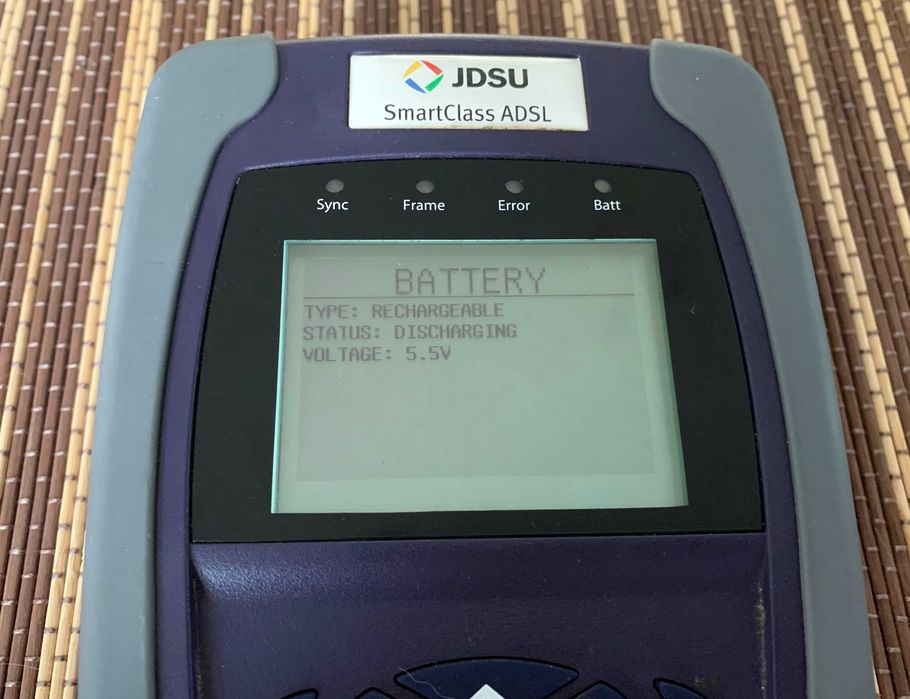 JDSU
SmartClass ADSL
Sync Frame Error Batt
BATTERY
TYPE: RECHARGEABLE
STATUS: DISCHARGING
VOLTAGE: 5.5V